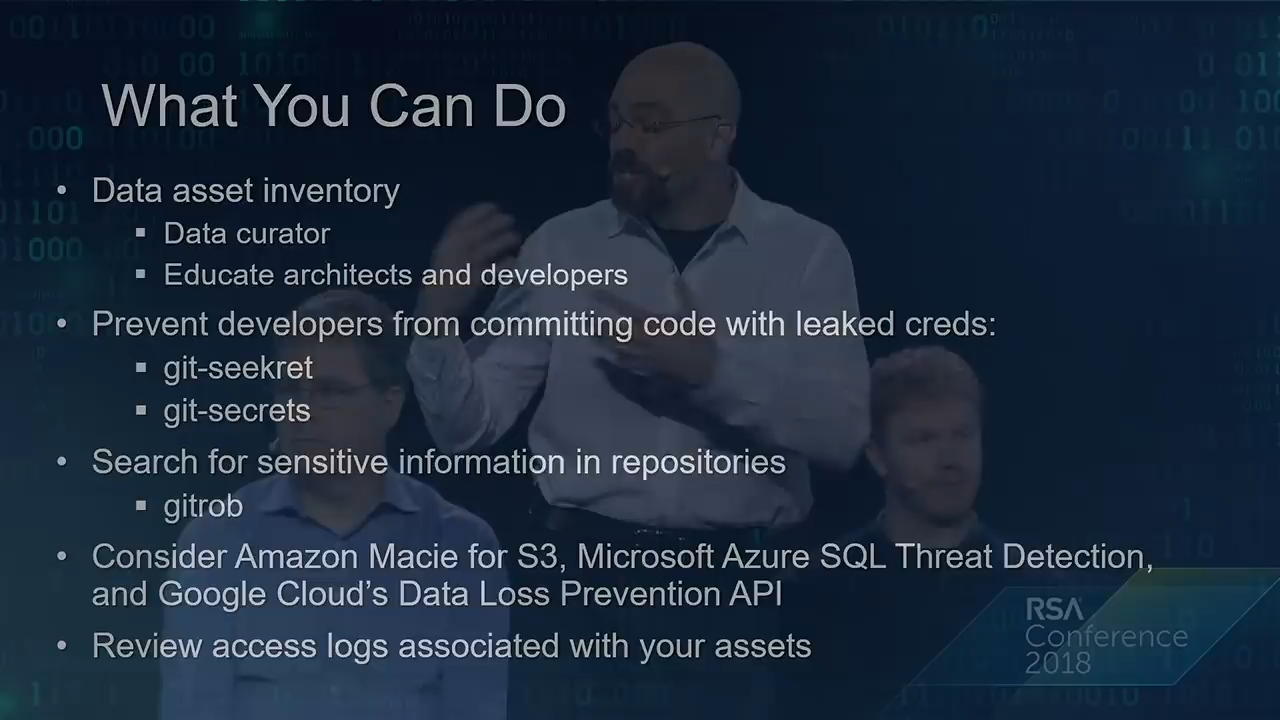 What You Can Do
• Data asset inventory
▪ Data curator
▪ Educate architects and developers
• Prevent developers from committing code with leaked creds:
▪ git-seekret
▪ git-secrets
• Search for sensitive information in repositories
▪ gitrob
• Consider Amazon Macie for S3, Microsoft Azure SQL Threat Detection,
and Google Cloud’s Data Loss Prevention API
• Review access logs associated with your assets
RSA
Conference
2018